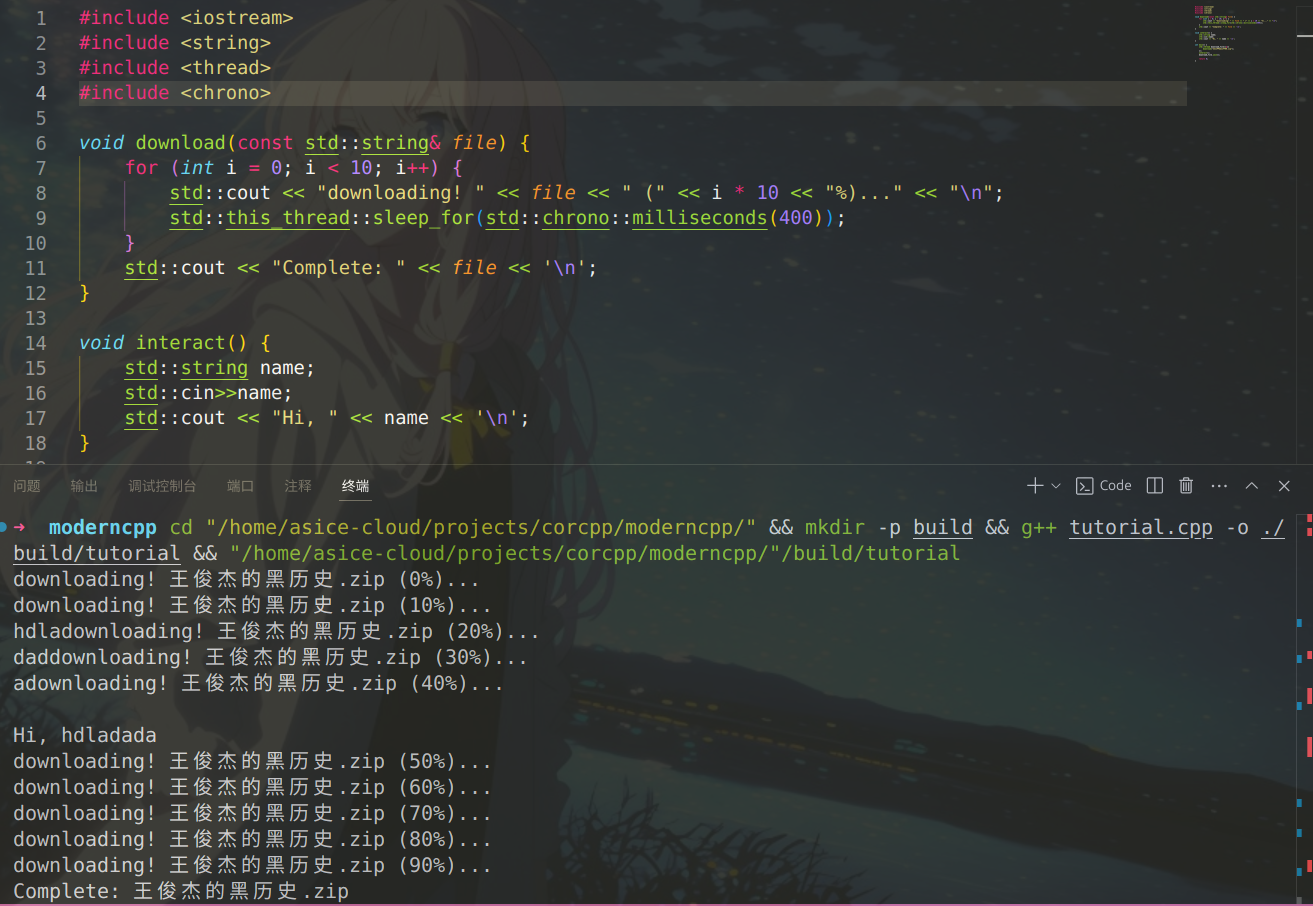 1 #include <iostream>
2 #include <string>
3 #include <thread>
4 #include <chrono>
5
6 void download(const std::string& file) {
7 for (int i = 0; i < 10; i++) {
8 std::cout << "downloading! " << file << " (" << i * 10 << "%)..." << "\n";
9 std::this_thread::sleep_for(std::chrono::milliseconds(400));
10 }
11 std::cout << "Complete: " << file << '\n';
12 }
13
14 void interact() {
15 std::string name;
16 std::cin>>name;
17 std::cout << "Hi, " << name << '\n';
18 }
问题 输出 调试控制台 端口 注释 终端 Code
→ moderncpp cd "/home/asice-cloud/projects/corcpp/moderncpp/" && mkdir -p build && g++ tutorial.cpp -o ./
build/tutorial && "/home/asice-cloud/projects/corcpp/moderncpp/"/build/tutorial
downloading! 王俊杰的黑历史.zip (0%)...
downloading! 王俊杰的黑历史.zip (10%)...
hdladownloading! 王俊杰的黑历史.zip (20%)...
daddownloading! 王俊杰的黑历史.zip (30%)...
adownloading! 王俊杰的黑历史.zip (40%)...
Hi, hdladada
downloading! 王俊杰的黑历史.zip (50%)...
downloading! 王俊杰的黑历史.zip (60%)...
downloading! 王俊杰的黑历史.zip (70%)...
downloading! 王俊杰的黑历史.zip (80%)...
downloading! 王俊杰的黑历史.zip (90%)...
Complete: 王俊杰的黑历史.zip